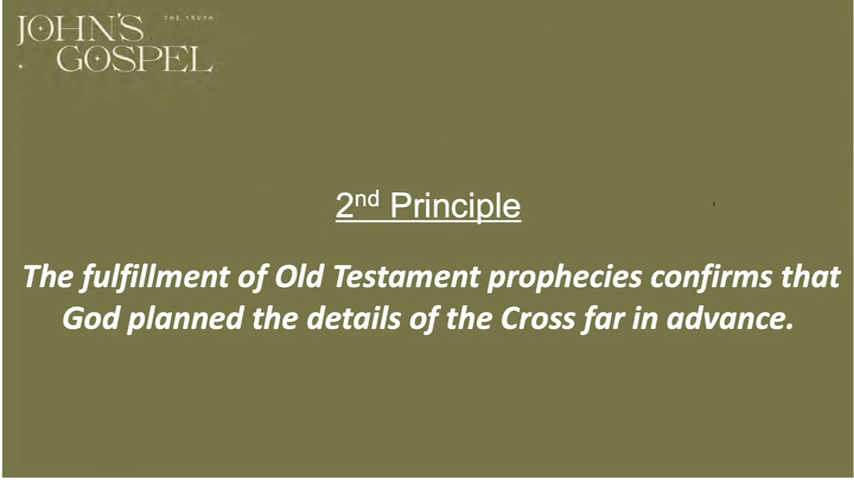 THE TRUTH
JOHN'S
GOSPEL
2nd Principle
The fulfillment of Old Testament prophecies confirms that
God planned the details of the Cross far in advance.